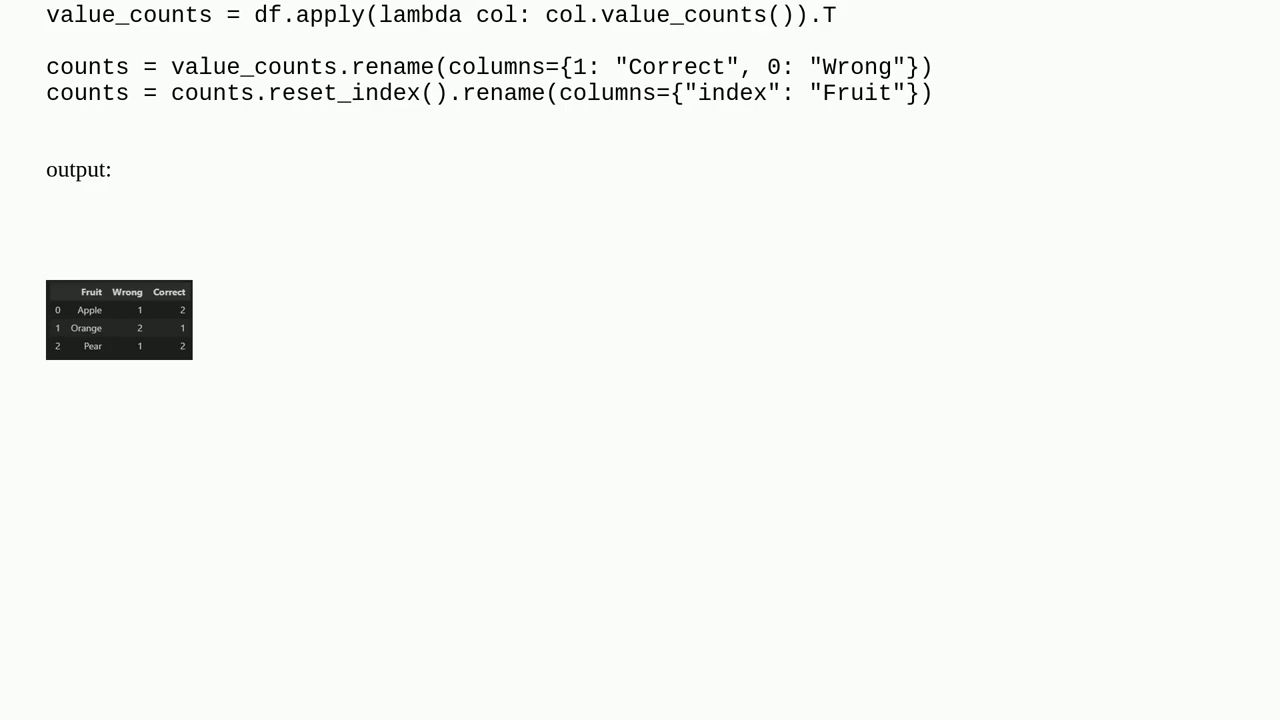 value_counts = df.apply(lambda col: col.value_counts()).T
counts = value_counts.rename(columns={1: "Correct", 0: "Wrong"})
counts = counts.reset_index().rename(columns={"index": "Fruit"})
output:
Fruit Wrong Correct
0 Apple 1 2
1 Orange 2 1
2 Pear 1 2